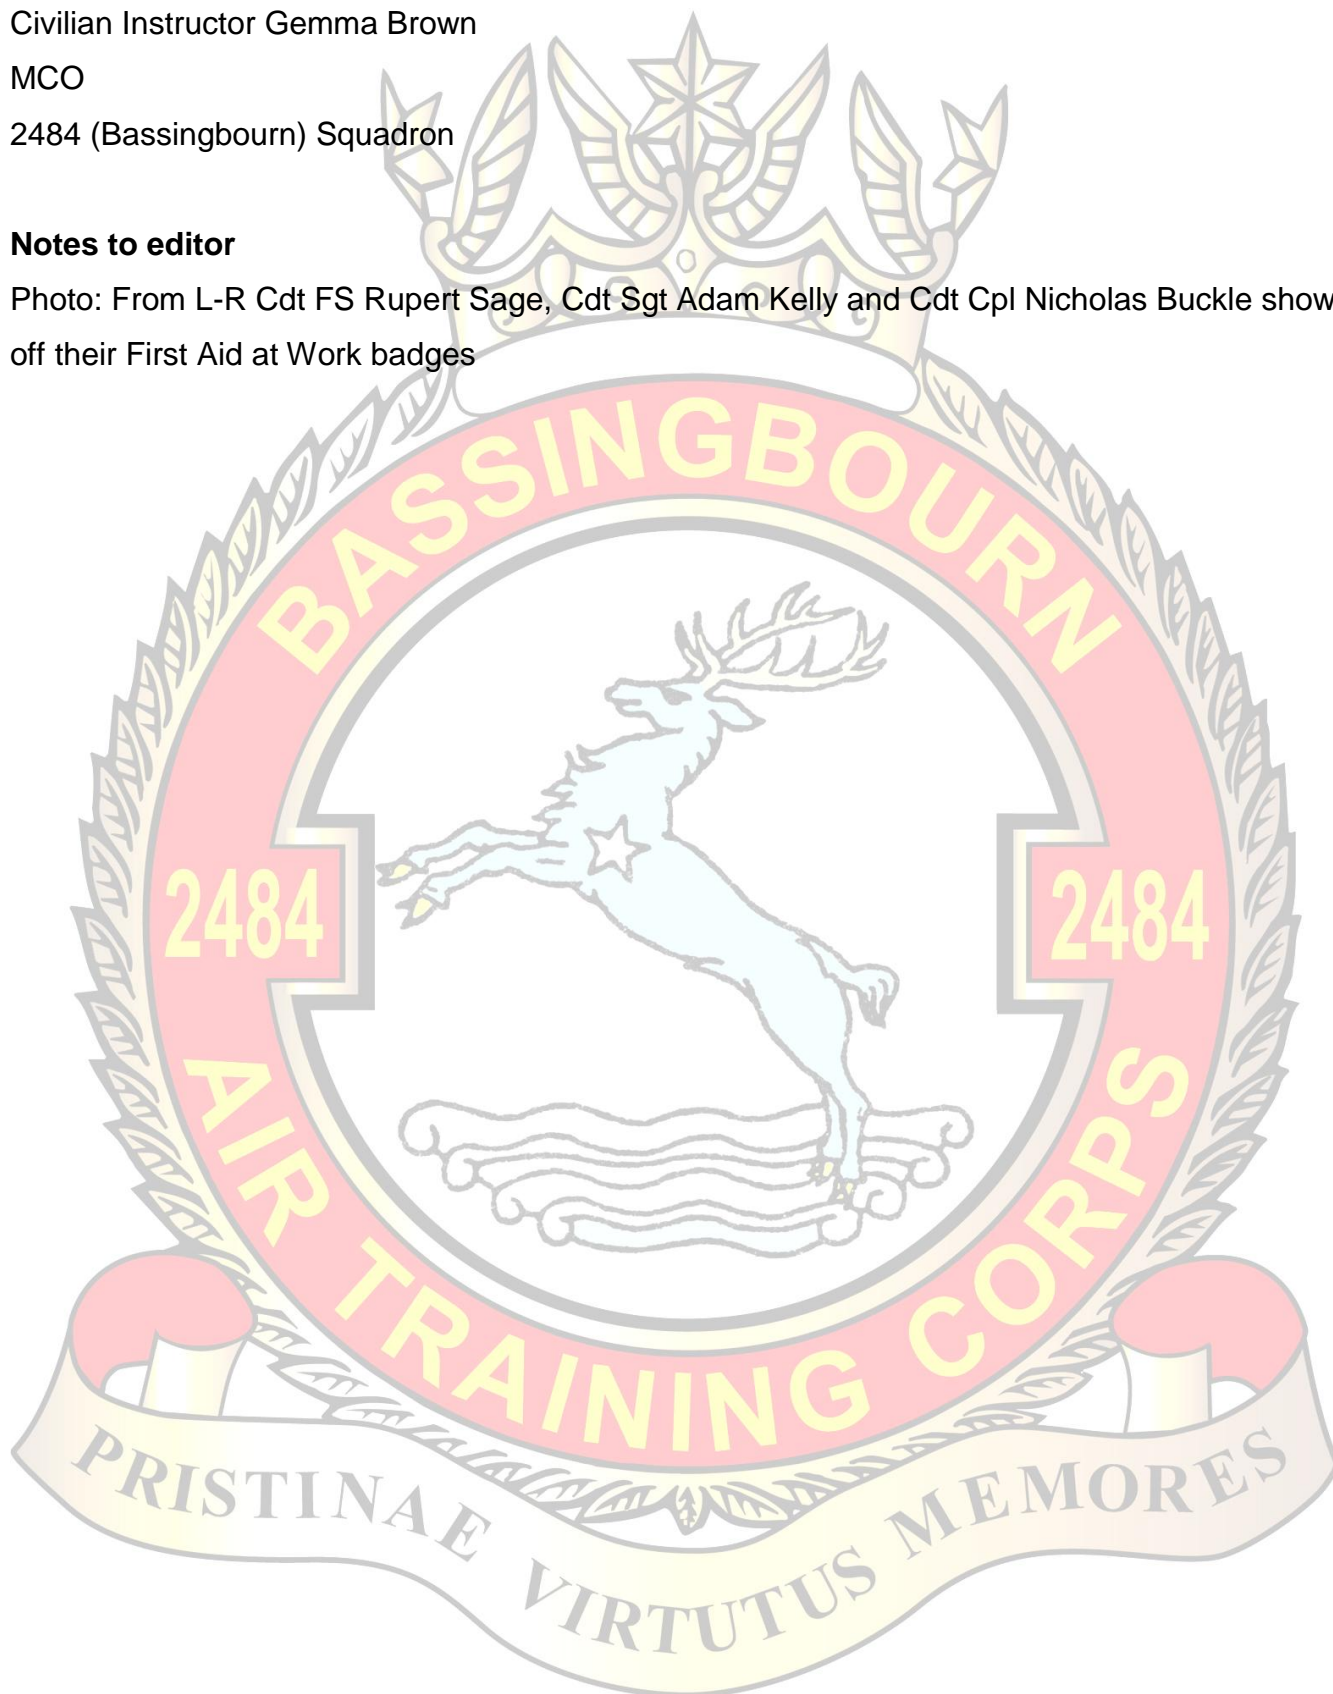 Civilian Instructor Gemma Brown
MCO
2484 (Bassingbourn) Squadron
Notes to editor
Photo: From L-R Cdt FS Rupert Sage, Cdt Sgt Adam Kelly and Cdt Cpl Nicholas Buckle show
off their First Aid at Work badges
BASSINGBOURN
2484 2484
AIR TRAINING CORPS
PRISTINAE VIRTUTUS MEMORES